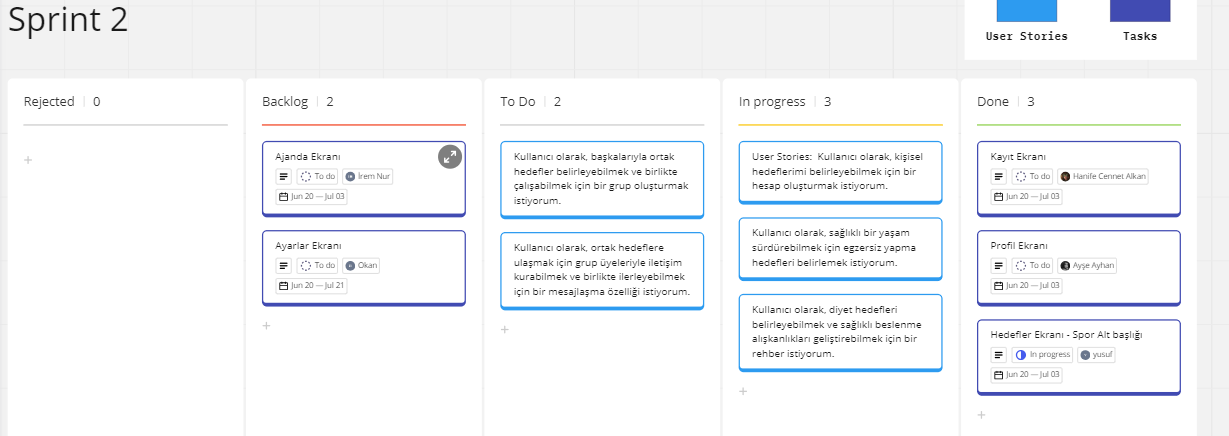 Sprint 2
User Stories
Tasks
Rejected 0
Backlog 2
Ajanda Ekranı
To do
İrem Nur
Jun 20 — Jul 03
Ayarlar Ekranı
To do
Okan
Jun 20 — Jul 21
To Do 2
Kullanıcı olarak, başkalarıyla ortak
hedefler belirleyebilmek ve birlikte
çalışabilmek için bir grup oluşturmak
istiyorum.
Kullanıcı olarak, ortak hedeflere
ulaşmak için grup üyeleriyle iletişim
kurabilmek ve birlikte ilerleyebilmek
için bir mesajlaşma özelliği istiyorum.
In progress 3
User Stories: Kullanıcı olarak, kişisel
hedeflerimi belirleyebilmek için bir
hesap oluşturmak istiyorum.
Kullanıcı olarak, sağlıklı bir yaşam
sürdürebilmek için egzersiz yapma
hedefleri belirlemek istiyorum.
Kullanıcı olarak, diyet hedefleri
belirleyebilmek ve sağlıklı beslenme
alışkanlıkları geliştirebilmek için bir
rehber istiyorum.
Done 3
Kayıt Ekranı
To do
Hanife Cennet Alkan
Jun 20 — Jul 03
Profil Ekranı
To do
Ayşe Ayhan
Jun 20 — Jul 03
Hedefler Ekranı - Spor Alt başlığı
In progress
yusuf
Jun 20 — Jul 03